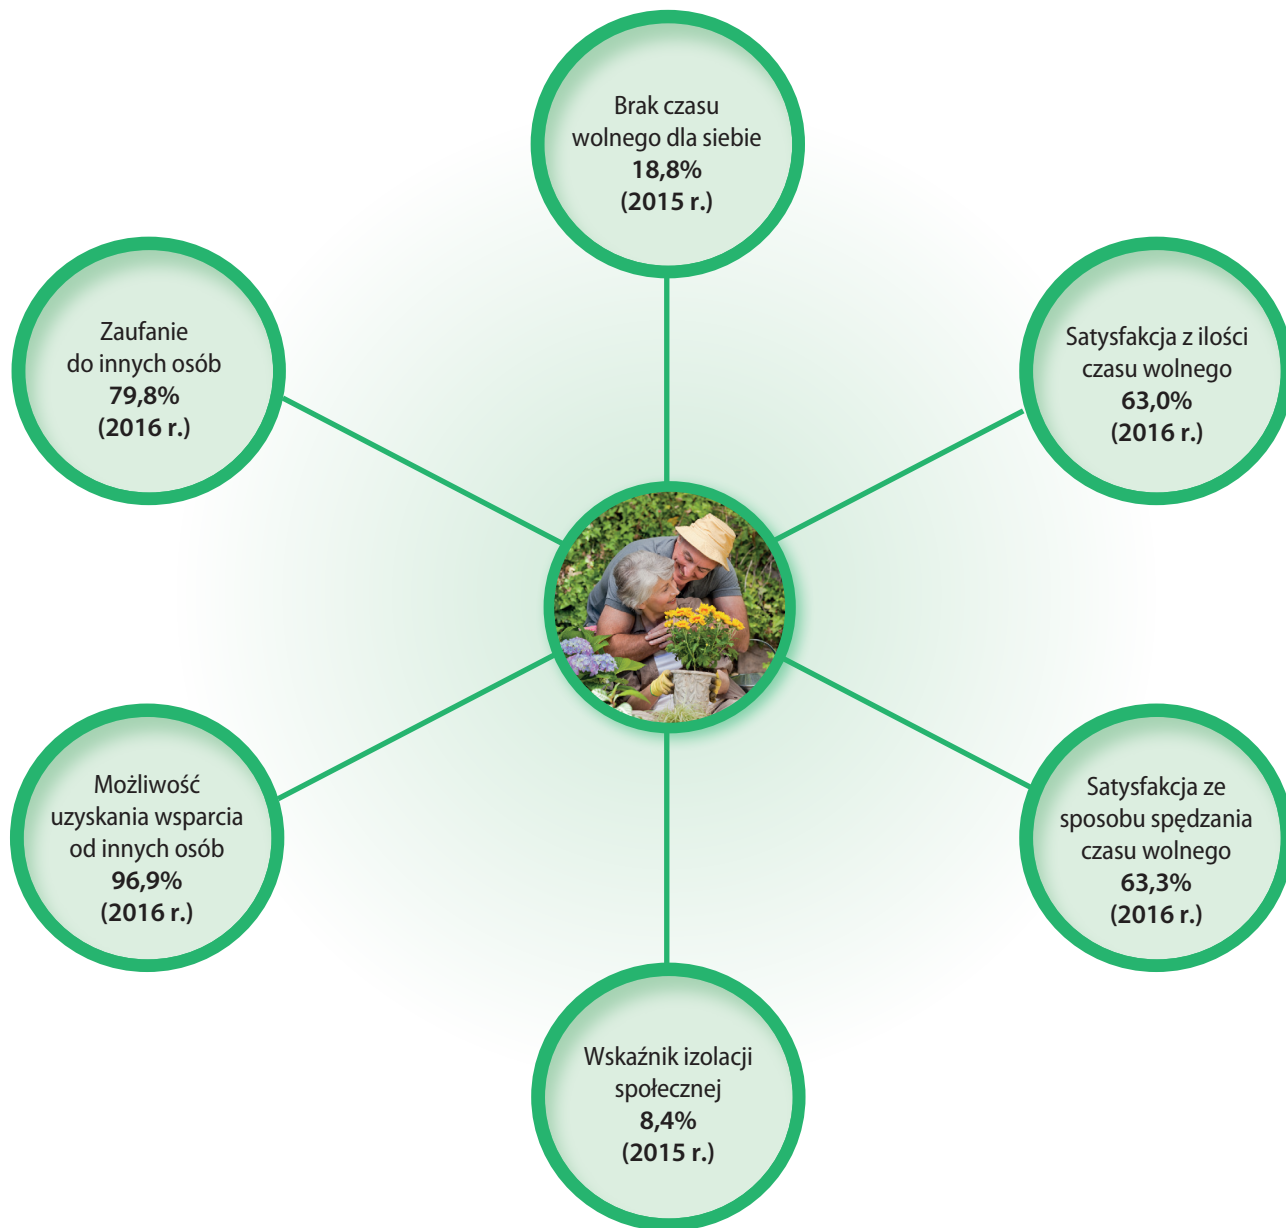 Brak czasu
wolnego dla siebie
18,8%
(2015 r.)
Zaufanie
do innych osób
79,8%
(2016 r.)
Satysfakcja z ilości
czasu wolnego
63,0%
(2016 r.)
Możliwość
uzyskania wsparcia
od innych osób
96,9%
(2016 r.)
Satysfakcja ze
sposobu spędzania
czasu wolnego
63,3%
(2016 r.)
Wskaźnik izolacji
społecznej
8,4%
(2015 r.)